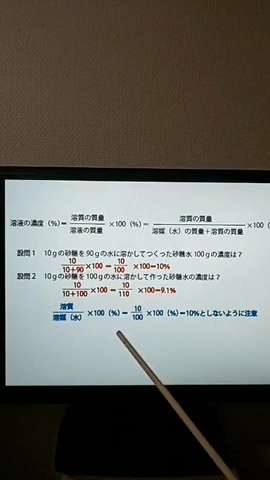 溶液の濃度（%）= 溶質の質量/溶液の質量 ×100（%）= 溶質の質量/溶媒（水）の質量＋溶質の質量 ×100（
設問1 10gの砂糖を90gの水に溶かしてつくった砂糖水100gの濃度は？
10/10+90 ×100 = 10/100 ×100=10%
設問2 10gの砂糖を100gの水に溶かして作った砂糖水の濃度は？
10/10+100 ×100 = 10/110 ×100=9.1%
溶質/溶媒（水） ×100（%）= 10/100 ×100（%）=10%としないように注意